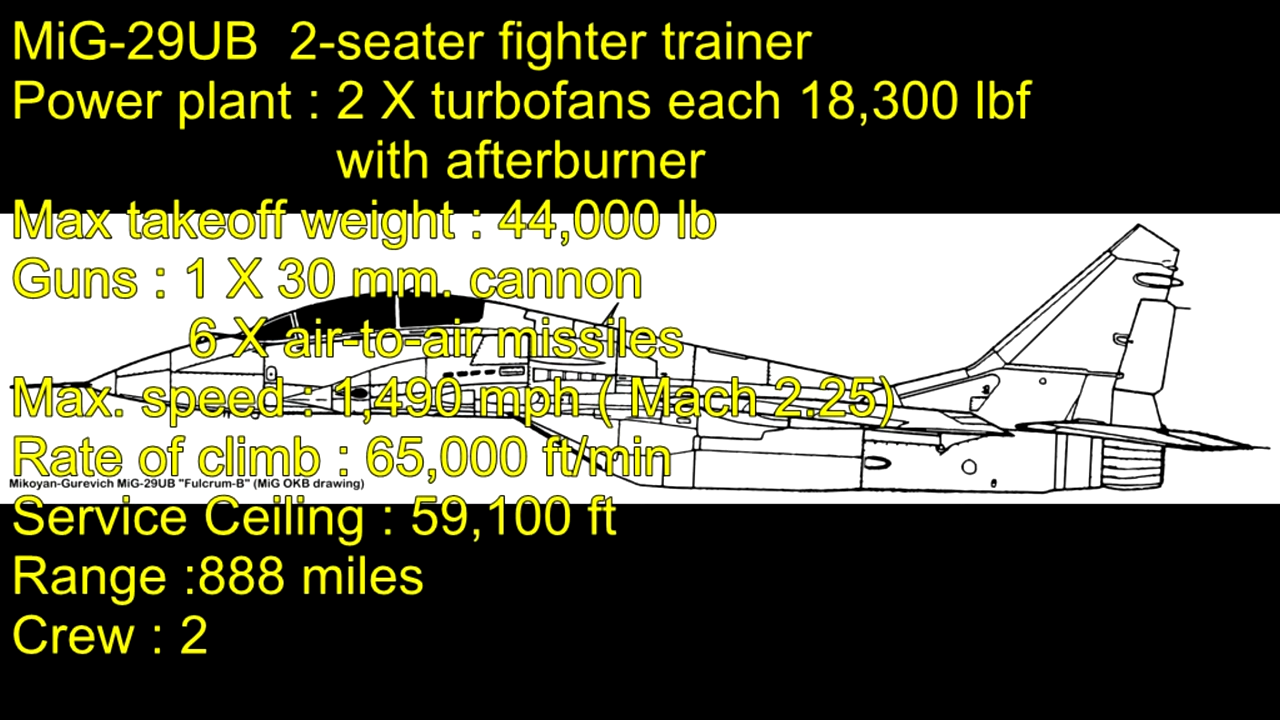 MiG-29UB 2-seater fighter trainer
Power plant : 2 X turbofans each 18,300 lbf
with afterburner
Max takeoff weight : 44,000 lb
Guns : 1 X 30 mm. cannon
6 X air-to-air missiles
Max. speed : 1,490 mph ( Mach 2.25)
Rate of climb : 65,000 ft/min
Mikoyan-Gurevich MiG-29UB "Fulcrum-B" (MiG OKB drawing)
Service Ceiling : 59,100 ft
Range :888 miles
Crew : 2